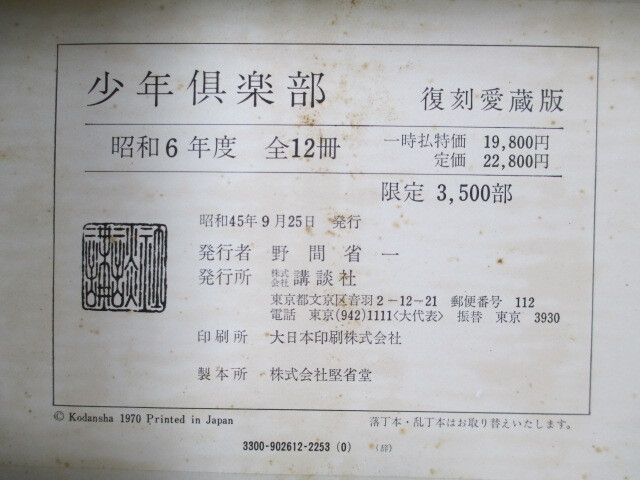 少年倶楽部 復刻愛蔵版
昭和6年度 全12冊
一時払特価 19,800円
定価 22,800円
限定 3,500部
昭和45年9月25日 発行
発行者 野間省一
発行所 株式会社 講談社
東京都文京区音羽2-12-21 郵便番号 112
電話 東京(942)1111〈大代表〉 振替 東京 3930
印刷所 大日本印刷株式会社
製本所 株式会社堅省堂
© Kodansha 1970 Printed in Japan
落丁本・乱丁本はお取り替えいたします。
3300-902612-2253 (0)